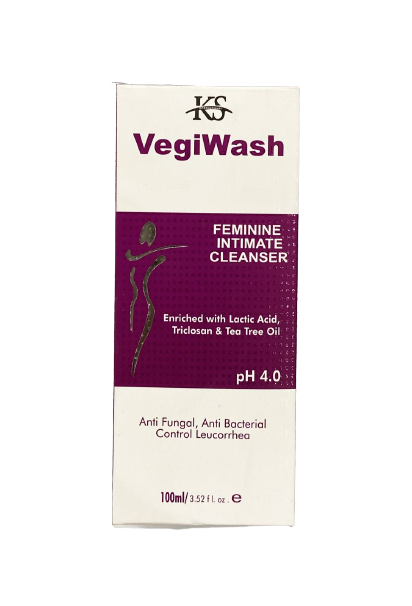 KS
VegiWash
FEMININE
INTIMATE
CLEANSER
Enriched with Lactic Acid,
Triclosan & Tea Tree Oil
pH 4.0
Anti Fungal, Anti Bacterial
Control Leucorrhea
100ml/3.52 fl. oz. e